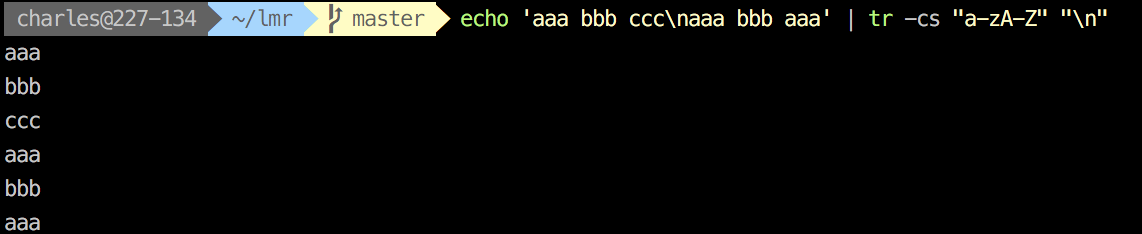 charles@227-134 ~/lmr master echo 'aaa bbb ccc\naaa bbb aaa' | tr -cs "a-zA-Z" "\n"
aaa
bbb
ccc
aaa
bbb
aaa